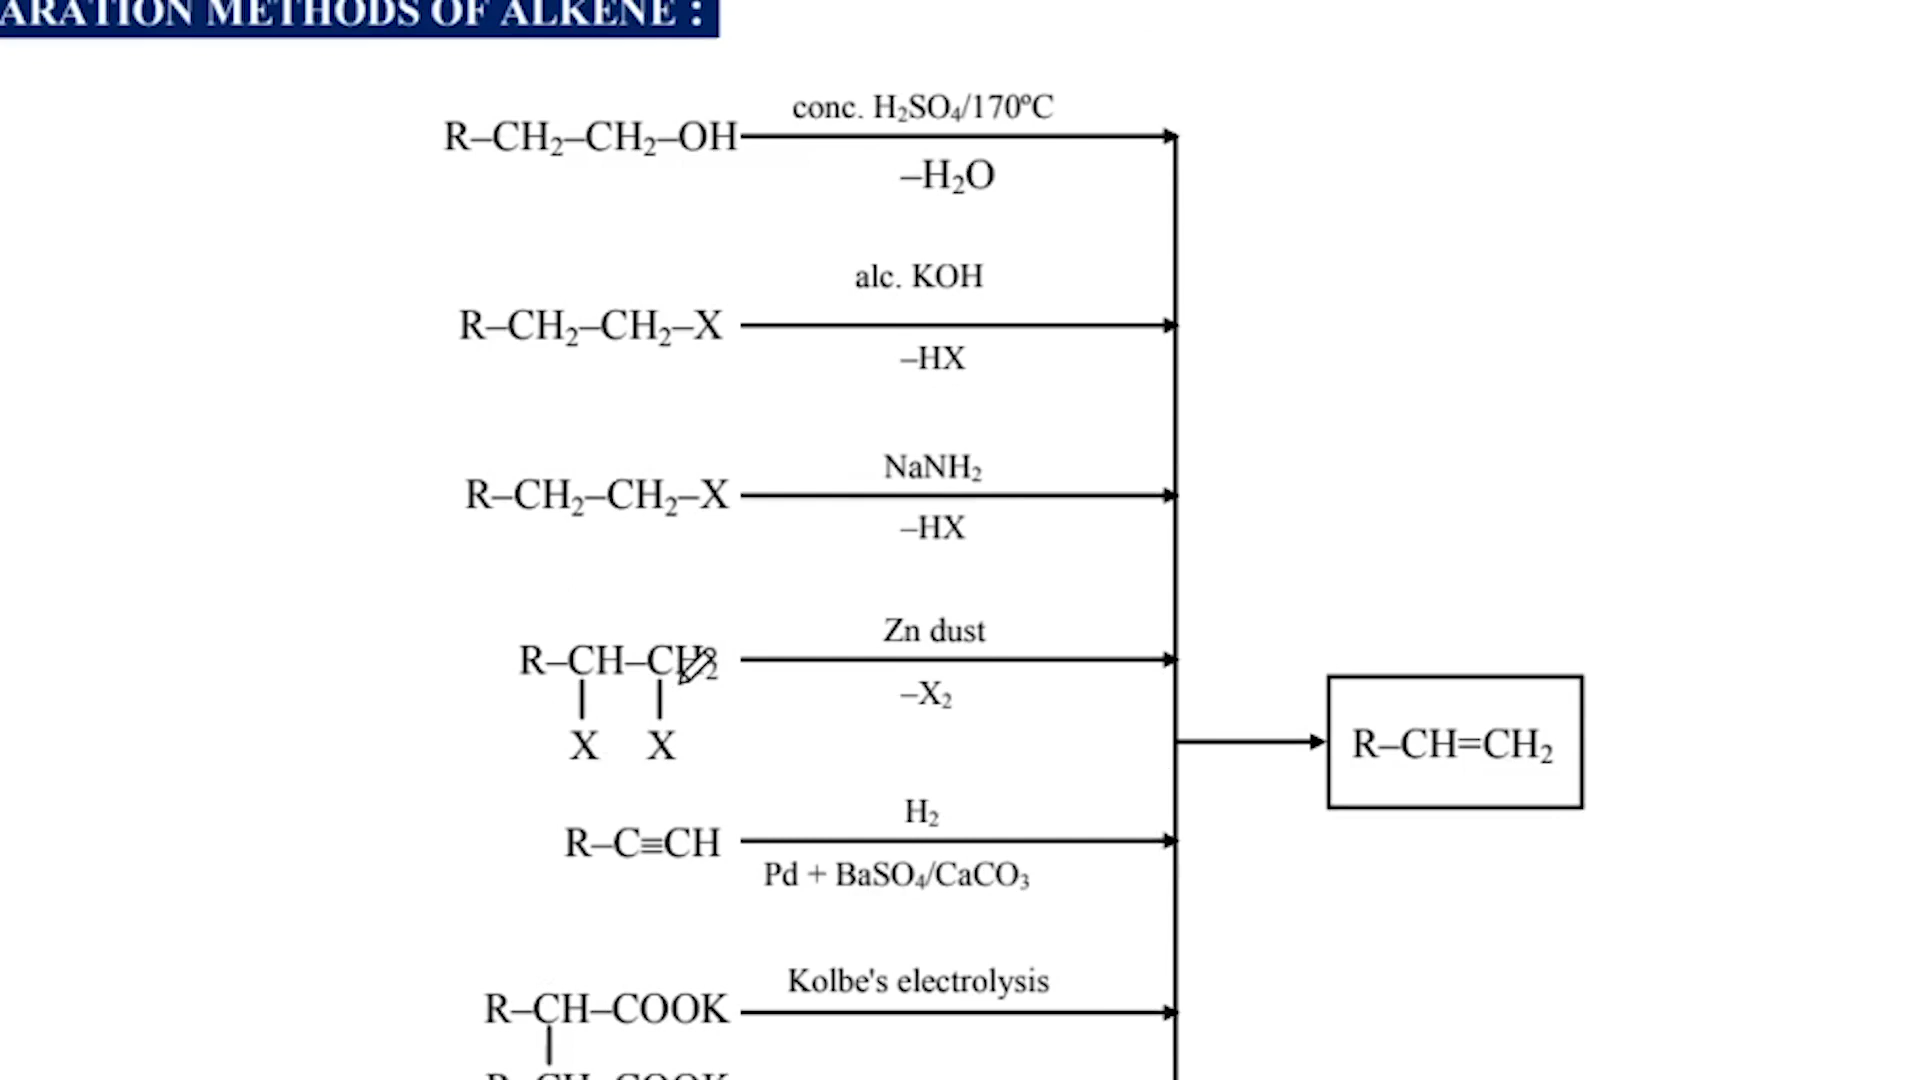 ARATION METHODS OF ALKENE :
conc. H₂SO₄/170ºC
R–CH₂–CH₂–OH
–H₂O
alc. KOH
R–CH₂–CH₂–X
–HX
NaNH₂
R–CH₂–CH₂–X
–HX
Zn dust
R–CH–CH₂
–X₂
X X
R–CH=CH₂
H₂
R–C≡CH
Pd + BaSO₄/CaCO₃
Kolbe's electrolysis
R–CH–COOK